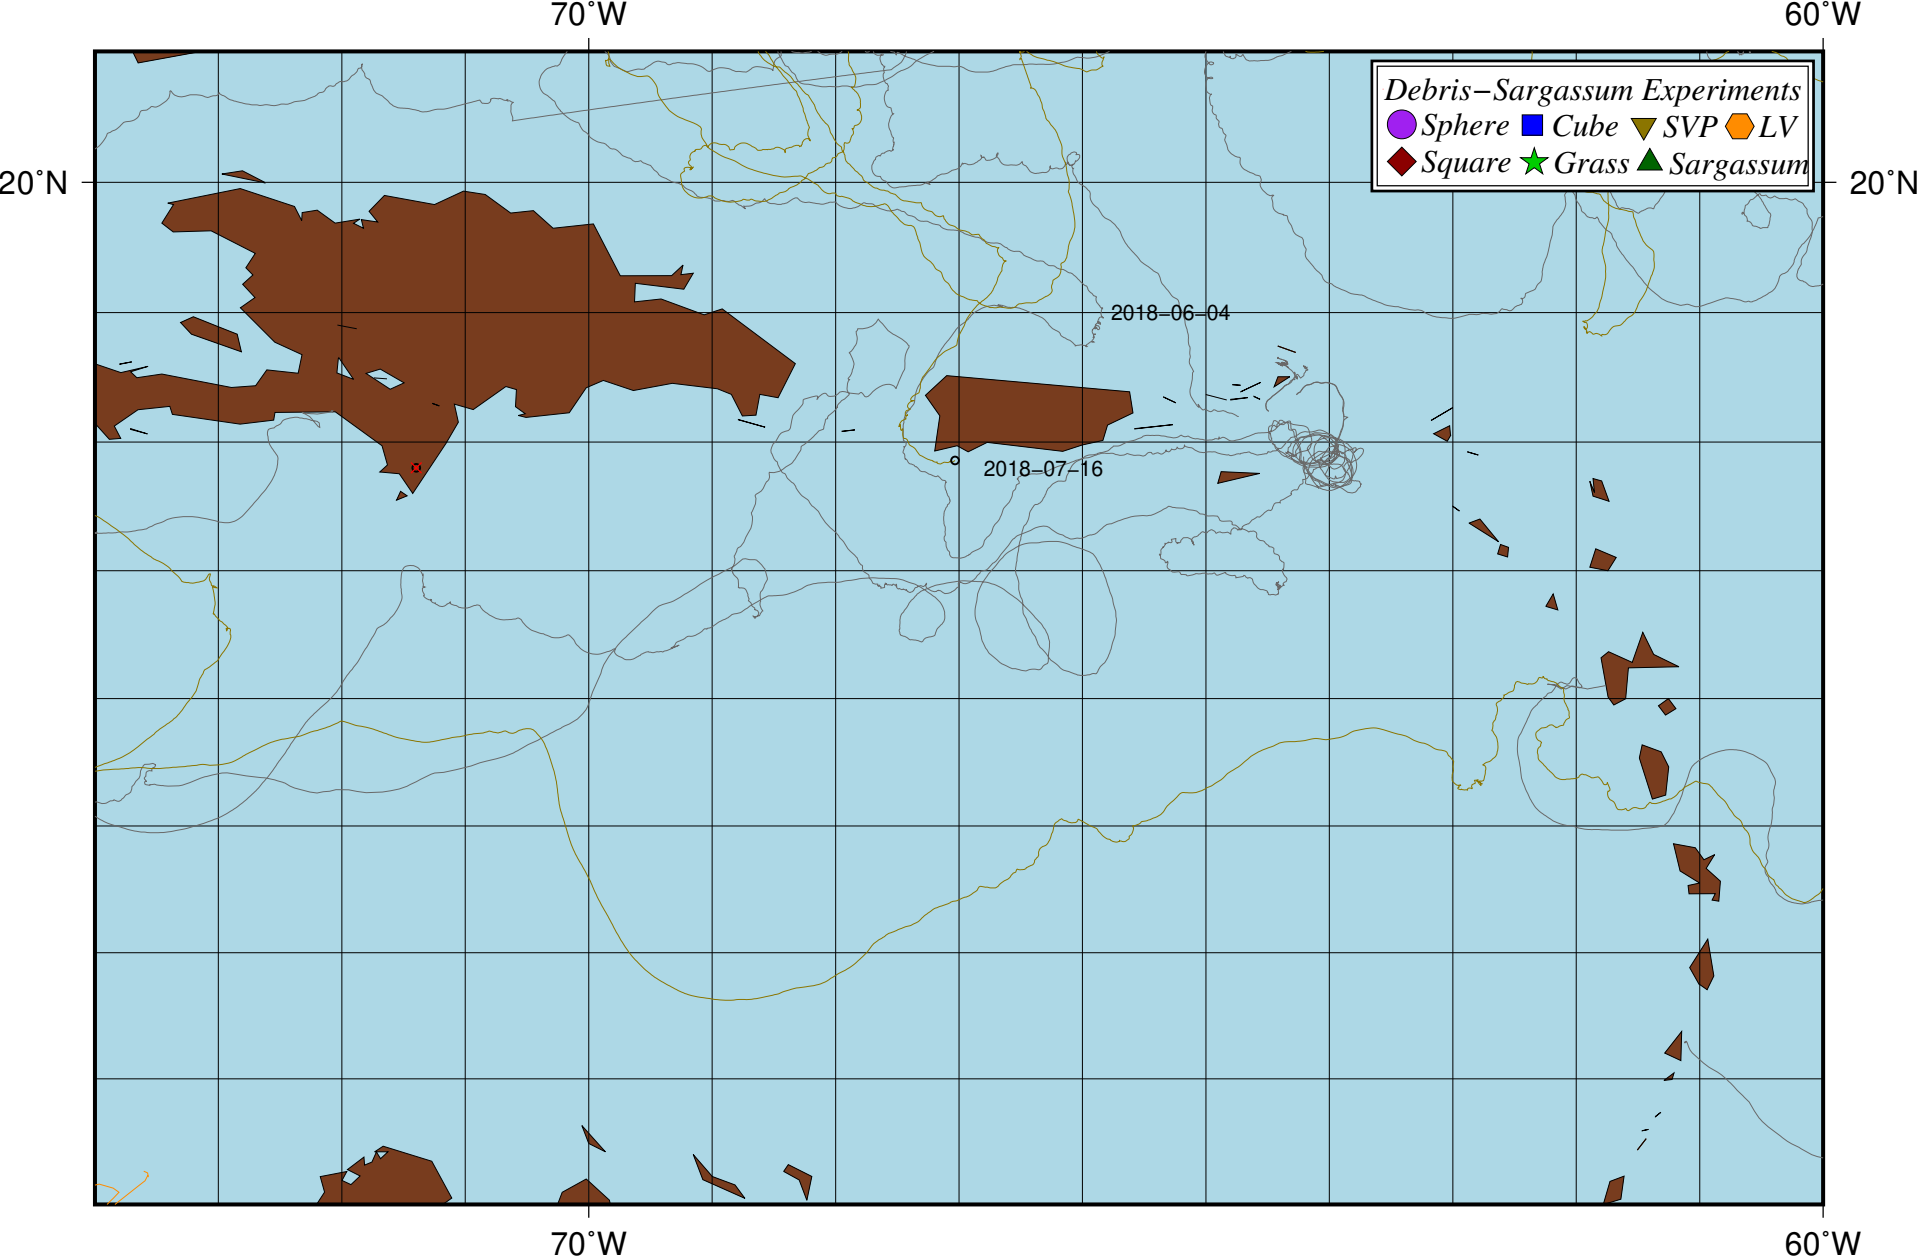 70˚W 60˚W
Debris−Sargassum Experiments
Sphere Cube SVP LV
Square Grass Sargassum
20˚N 20˚N
2018−06−04
2018−07−16
70˚W 60˚W